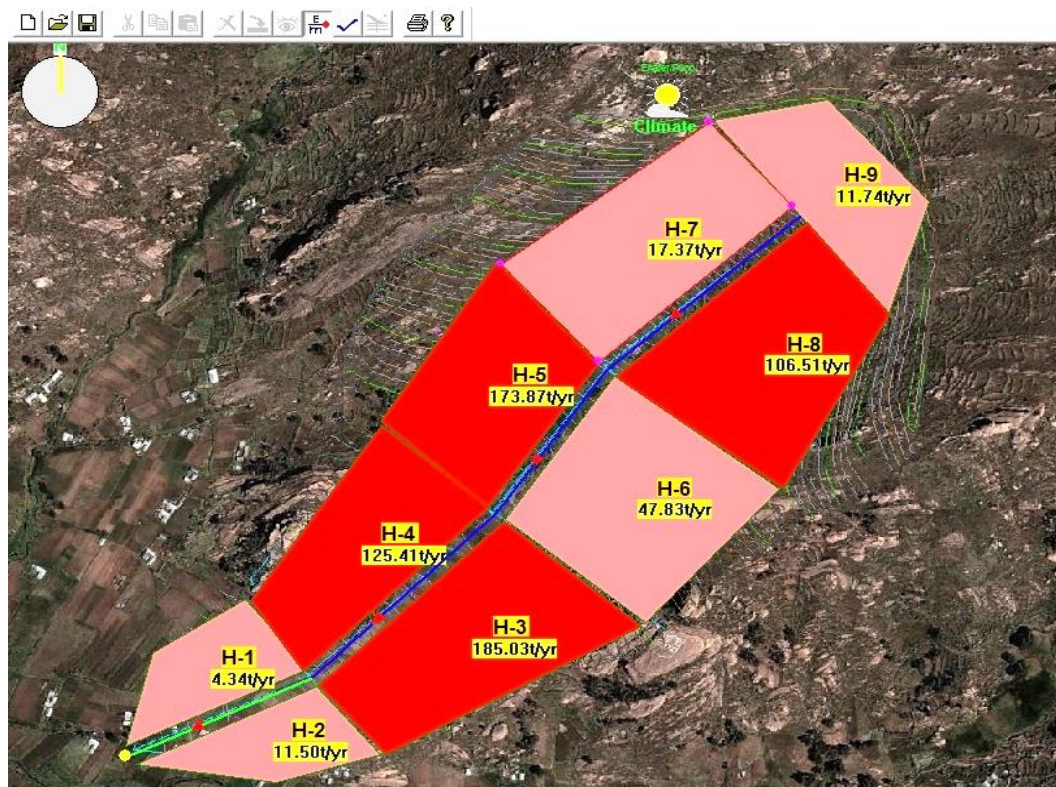 N
Climate
H-9
11.74t/yr
H-7
17.37t/yr
H-8
106.51t/yr
H-5
173.87t/yr
H-6
47.83t/yr
H-4
125.41t/yr
H-3
185.03t/yr
H-1
4.34t/yr
H-2
11.50t/yr